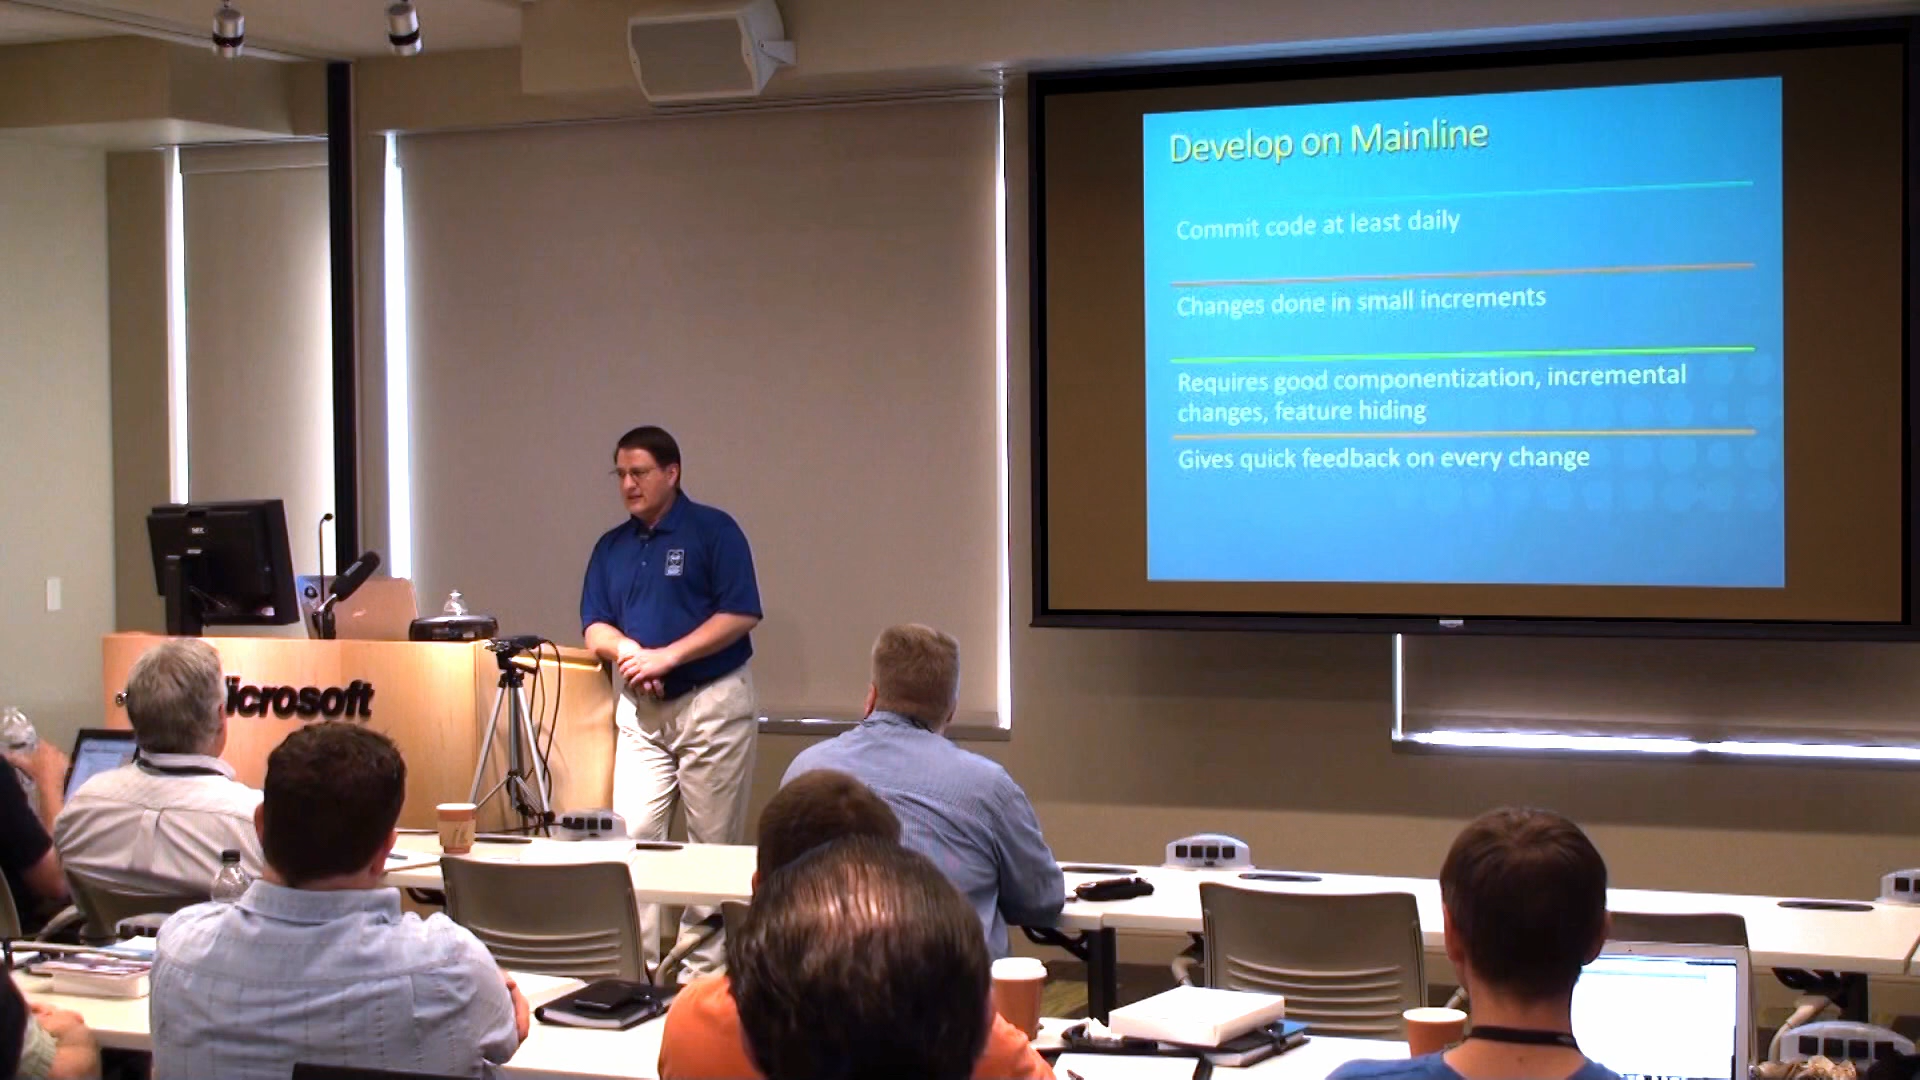 Develop on Mainline
Commit code at least daily
Changes done in small increments
Requires good componentization, incremental
changes, feature hiding
Gives quick feedback on every change
NEC
icrosoft